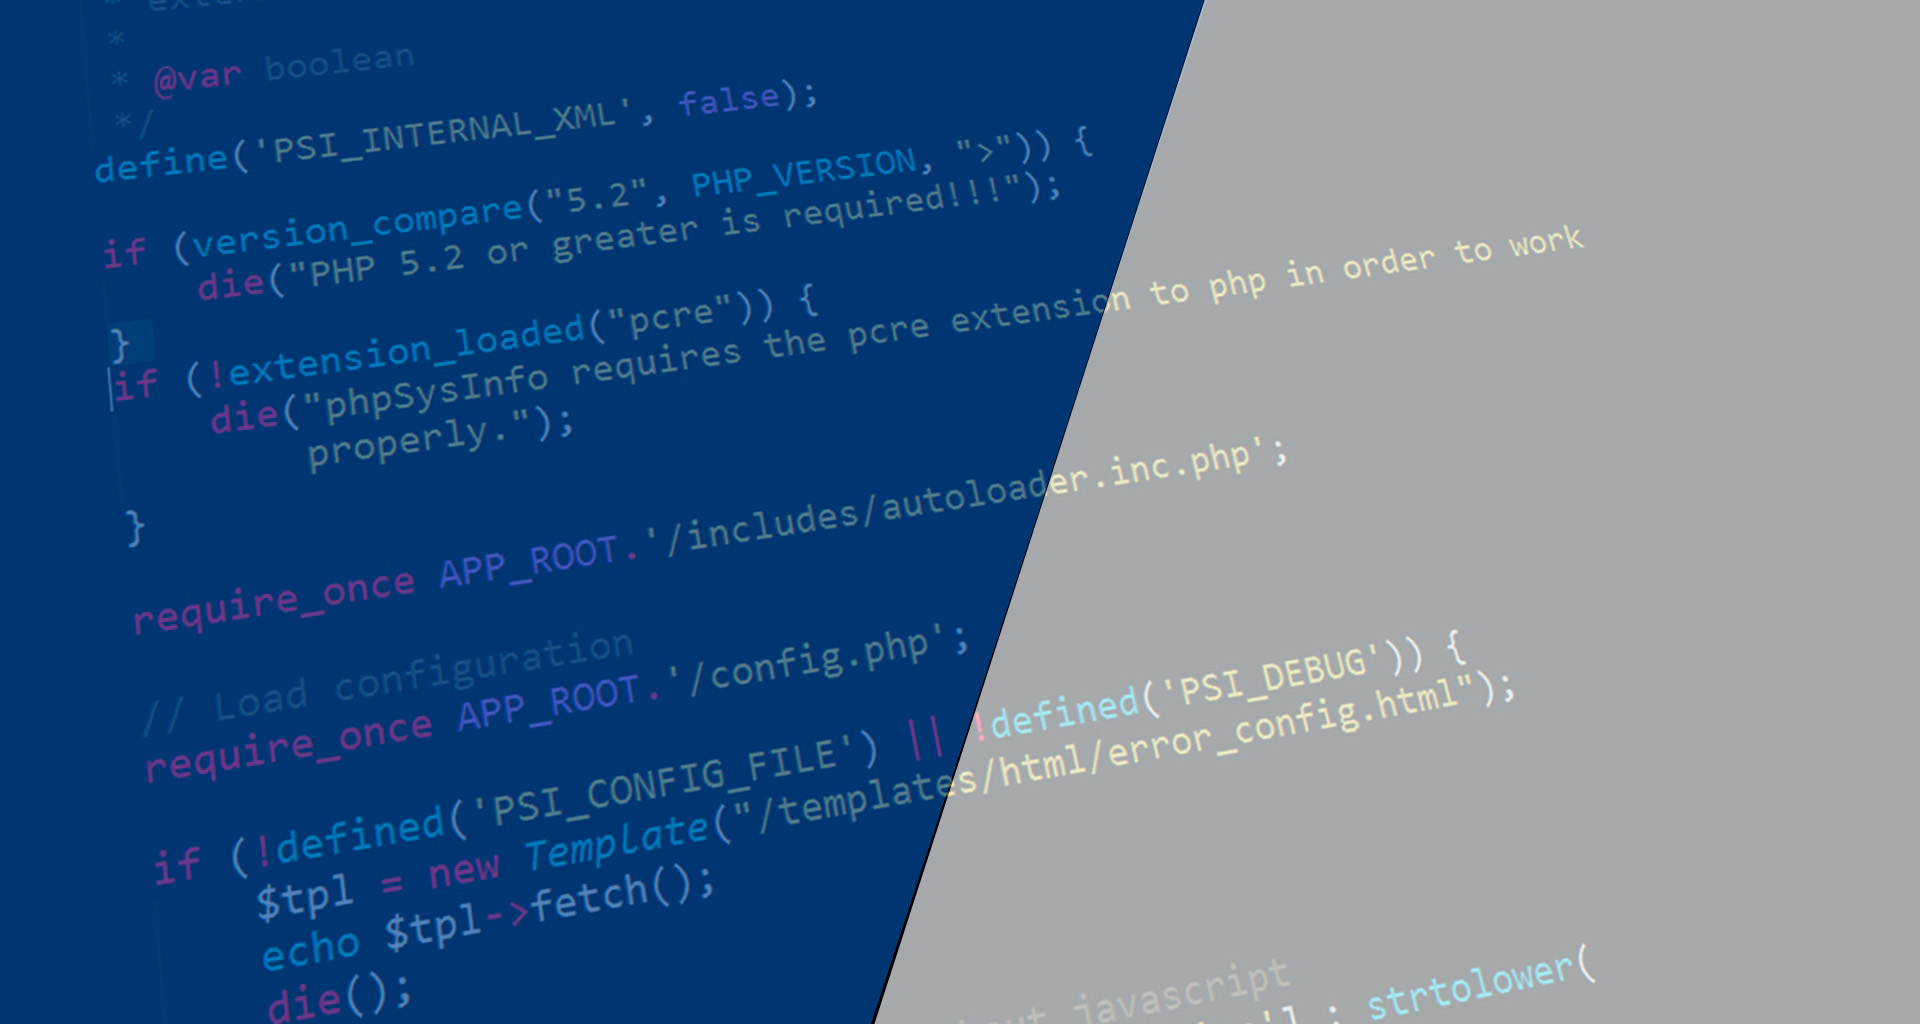 *
* @var boolean
*/
define('PSI_INTERNAL_XML', false);
if (version_compare("5.2", PHP_VERSION, ">")) {
die("PHP 5.2 or greater is required!!!");
}
if (!extension_loaded("pcre")) {
die("phpSysInfo requires the pcre extension to php in order to work
properly.");
}
require_once APP_ROOT.'/includes/autoloader.inc.php';
// Load configuration
require_once APP_ROOT.'/config.php';
if (!defined('PSI_CONFIG_FILE') || !defined('PSI_DEBUG')) {
$tpl = new Template("/templates/html/error_config.html");
echo $tpl->fetch();
die();
javascript
strtolower(